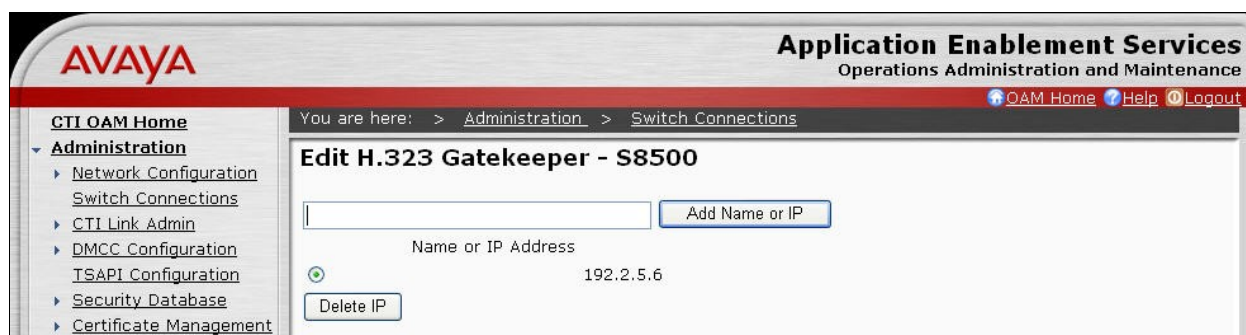 AVAYA
Application Enablement Services
Operations Administration and Maintenance
OAM Home Help Logout
CTI OAM Home
Administration
Network Configuration
Switch Connections
CTI Link Admin
DMCC Configuration
TSAPI Configuration
Security Database
Certificate Management
You are here: > Administration > Switch Connections
Edit H.323 Gatekeeper - S8500
Add Name or IP
Name or IP Address
192.2.5.6
Delete IP